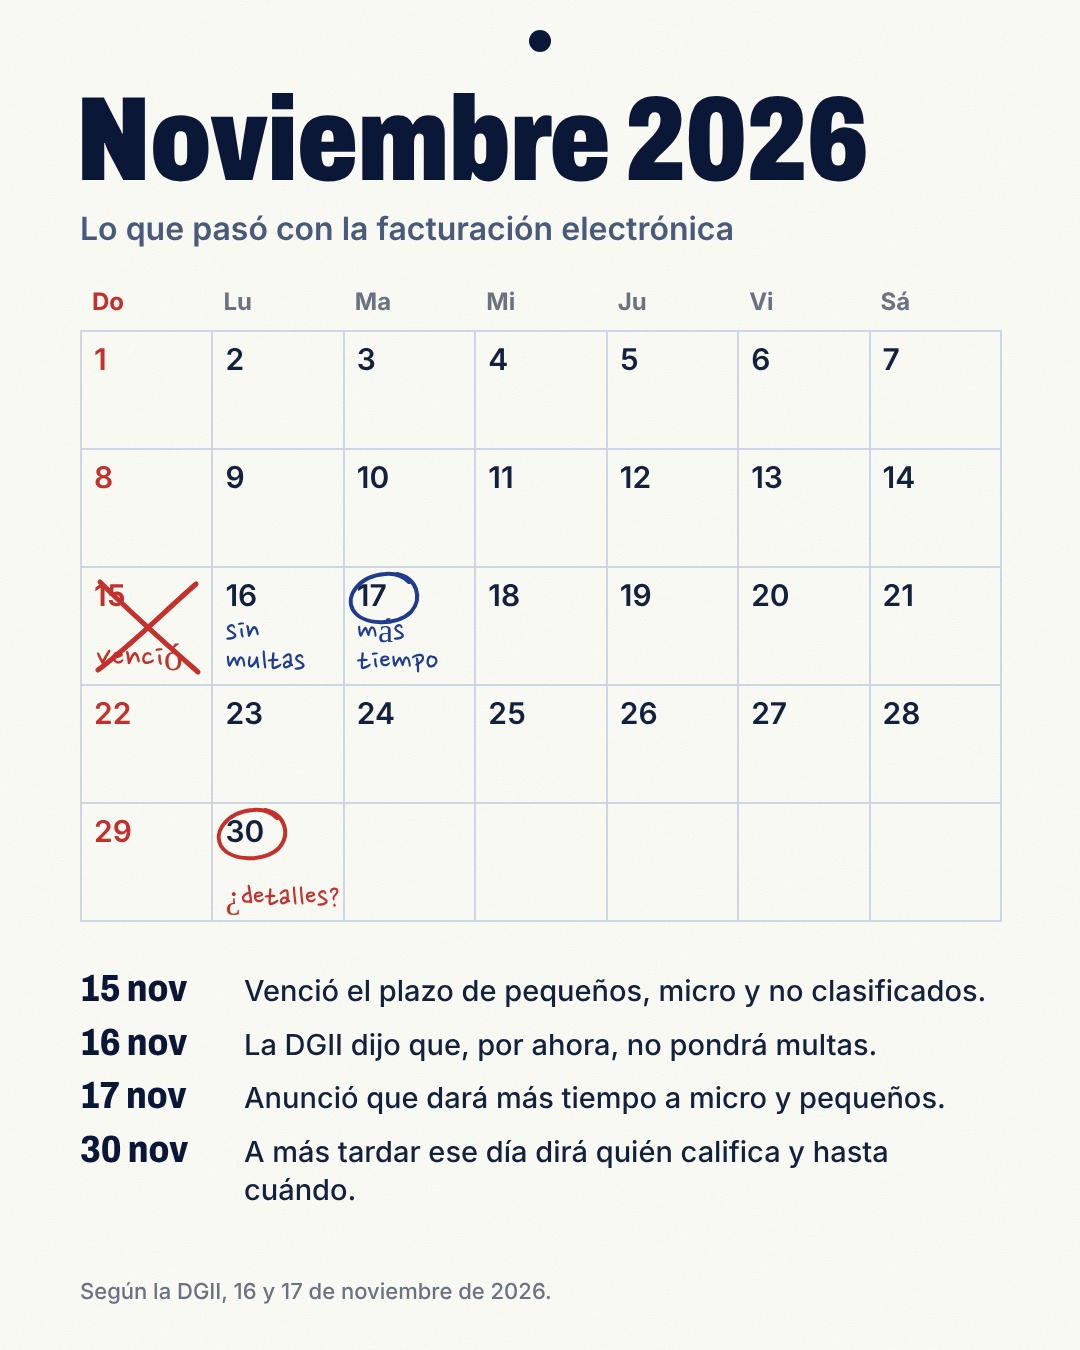 Noviembre 2026
Lo que pasó con la facturación electrónica
Do Lu Ma Mi Ju Vi Sá
1 2 3 4 5 6 7
8 9 10 11 12 13 14
15 16 17 18 19 20 21
venció sin multas más tiempo
22 23 24 25 26 27 28
29 30
¿detalles?
15 nov Venció el plazo de pequeños, micro y no clasificados.
16 nov La DGII dijo que, por ahora, no pondrá multas.
17 nov Anunció que dará más tiempo a micro y pequeños.
30 nov A más tardar ese día dirá quién califica y hasta
cuándo.
Según la DGII, 16 y 17 de noviembre de 2026.